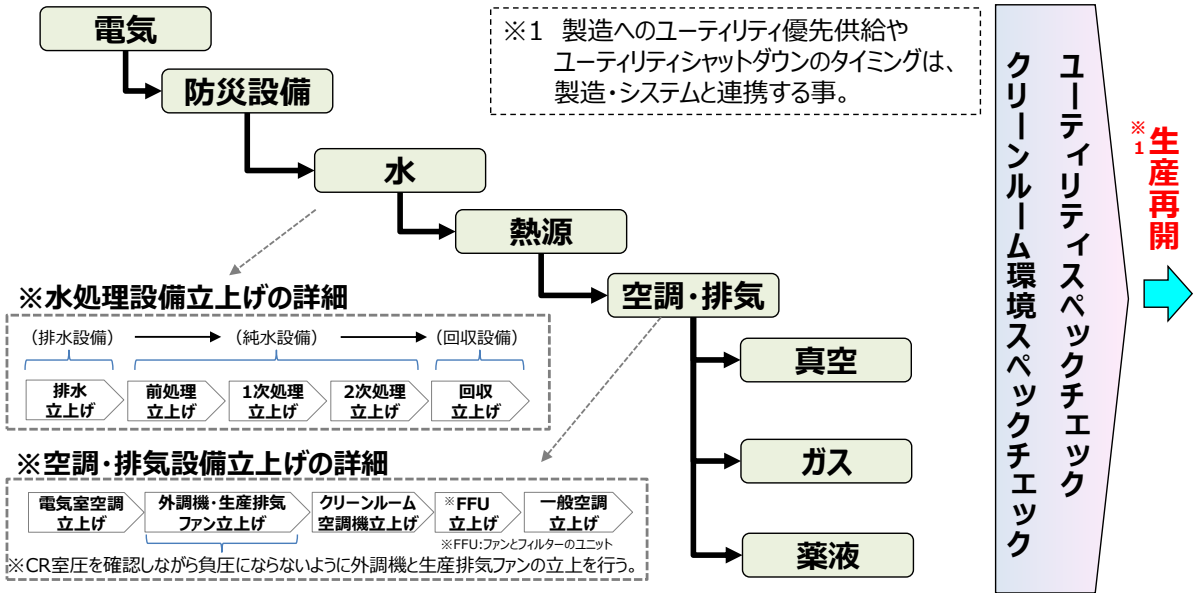 電気
防災設備
水
熱源
空調・排気
真空
ガス
薬液
※1 製造へのユーティリティ優先供給や
ユーティリティシャットダウンのタイミングは、
製造・システムと連携する事。
※水処理設備立上げの詳細
(排水設備)
(純水設備)
(回収設備)
排水
立上げ
前処理
立上げ
1次処理
立上げ
2次処理
立上げ
回収
立上げ
※空調・排気設備立上げの詳細
電気室空調
立上げ
外調機・生産排気
ファン立上げ
クリーンルーム
空調機立上げ
※FFU
立上げ
一般空調
立上げ
※FFU:ファンとフィルターのユニット
※CR室圧を確認しながら負圧にならないように外調機と生産排気ファンの立上を行う。
ユーティリティスペックチェック
クリーンルーム環境スペックチェック
※1
生産再開